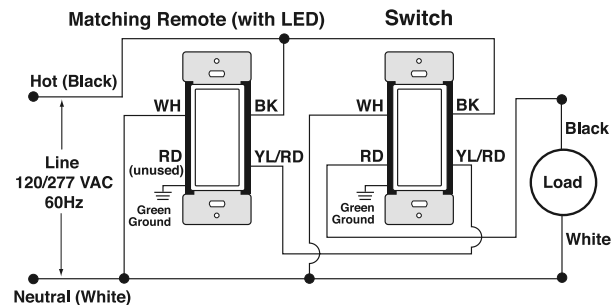 Matching Remote (with LED)
Switch
Hot (Black)
WH
BK
WH
BK
Black
Line
120/277 VAC
60Hz
RD
(unused)
YL/RD
RD
YL/RD
Load
Green
Ground
Green
Ground
White
Neutral (White)